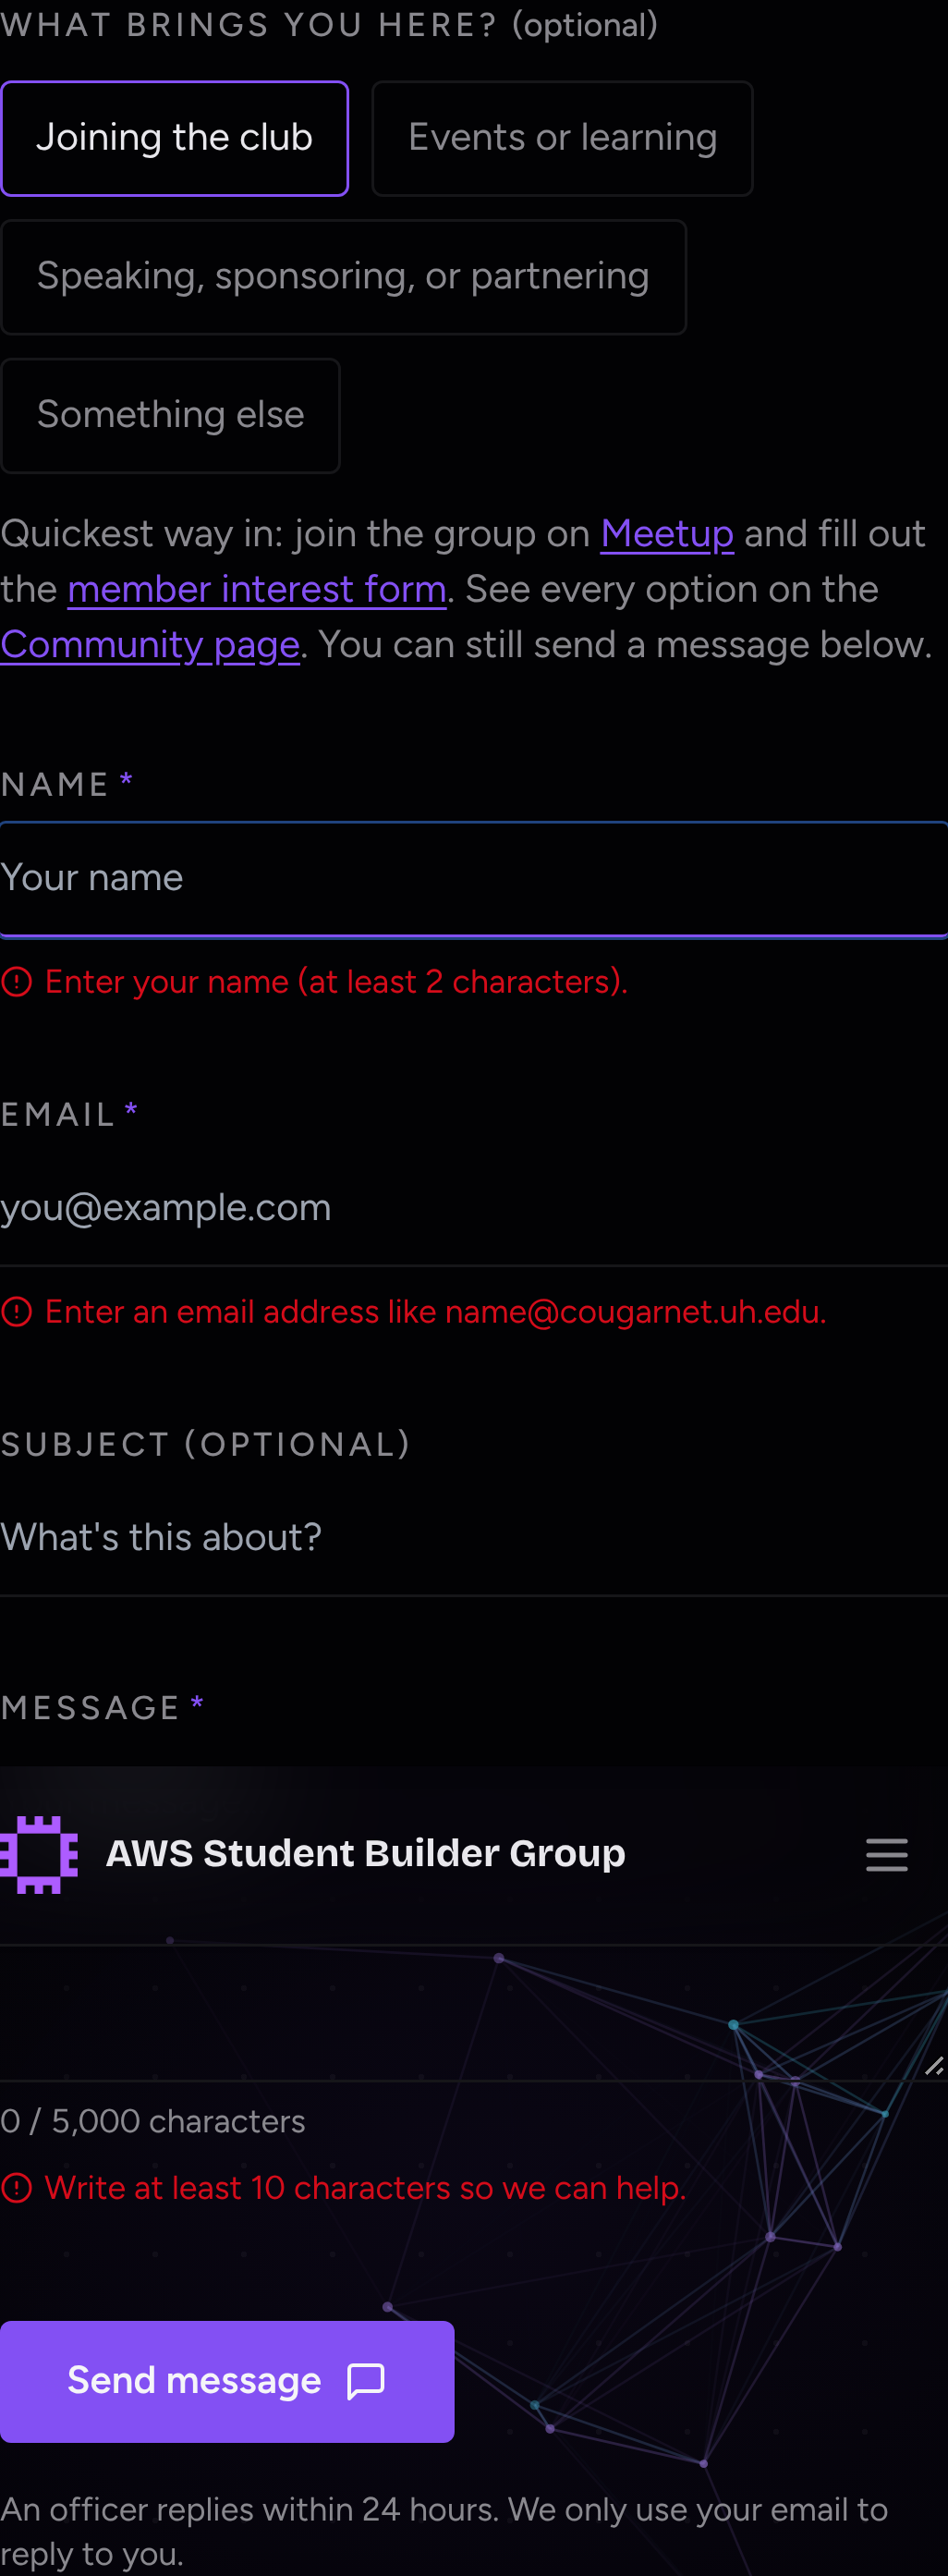 WHAT BRINGS YOU HERE? (optional)
Joining the club
Events or learning
Speaking, sponsoring, or partnering
Something else
Quickest way in: join the group on Meetup and fill out
the member interest form. See every option on the
Community page. You can still send a message below.
NAME *
Your name
Enter your name (at least 2 characters).
EMAIL *
you@example.com
Enter an email address like name@cougarnet.uh.edu.
SUBJECT (OPTIONAL)
What's this about?
MESSAGE *
AWS Student Builder Group
0 / 5,000 characters
Write at least 10 characters so we can help.
Send message
An officer replies within 24 hours. We only use your email to
reply to you.